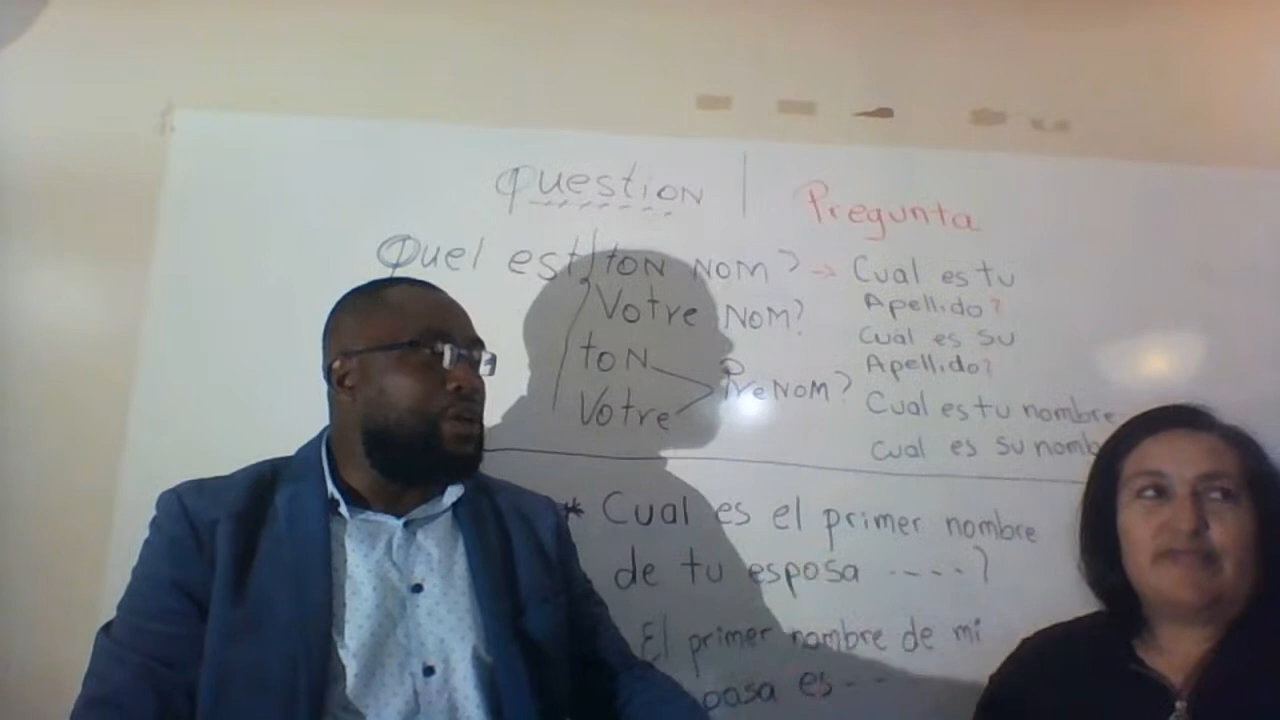 Question | Pregunta
Quel est ton nom? → Cual es tu
Apellido?
Votre nom? Cual es su
Apellido?
ton
Votre Prenom? Cual es tu nombre
cual es su nomb
* Cual es el primer nombre
de tu esposa ----?
El primer nombre de mi
posa es--